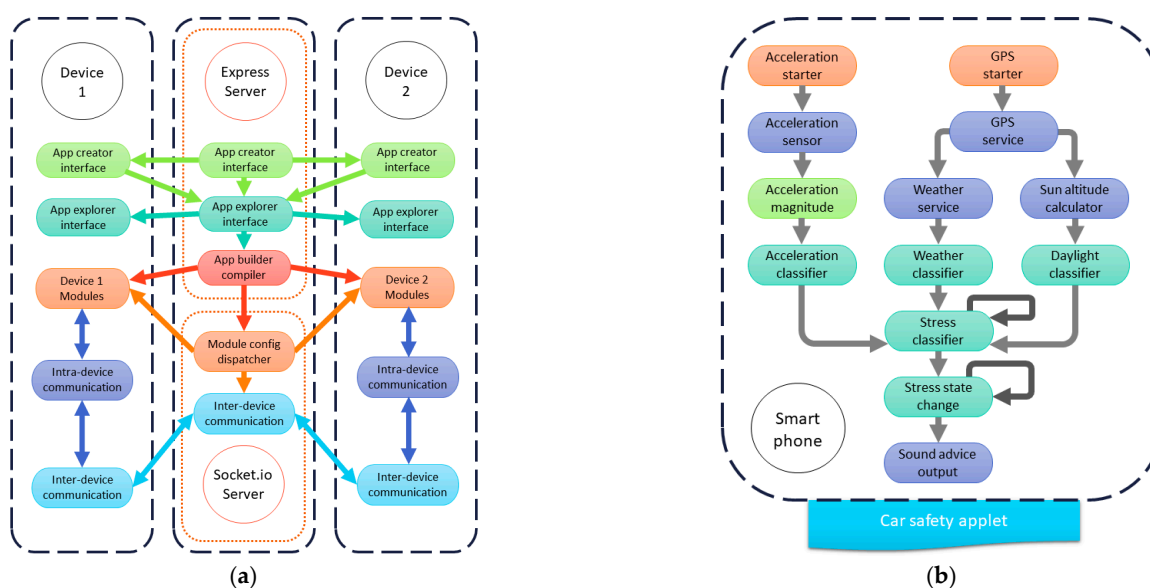 Device
1
Express
Server
Device
2
App creator
interface
App creator
interface
App creator
interface
App explorer
interface
App explorer
interface
App explorer
interface
App builder
compiler
Device 1
Modules
Device 2
Modules
Module config
dispatcher
Intra-device
communication
Intra-device
communication
Inter-device
communication
Inter-device
communication
Inter-device
communication
Socket.io
Server
(a)
Acceleration
starter
GPS
starter
Acceleration
sensor
GPS
service
Acceleration
magnitude
Weather
service
Sun altitude
calculator
Acceleration
classifier
Weather
classifier
Daylight
classifier
Stress
classifier
Stress state
change
Smart
phone
Sound advice
output
Car safety applet
(b)